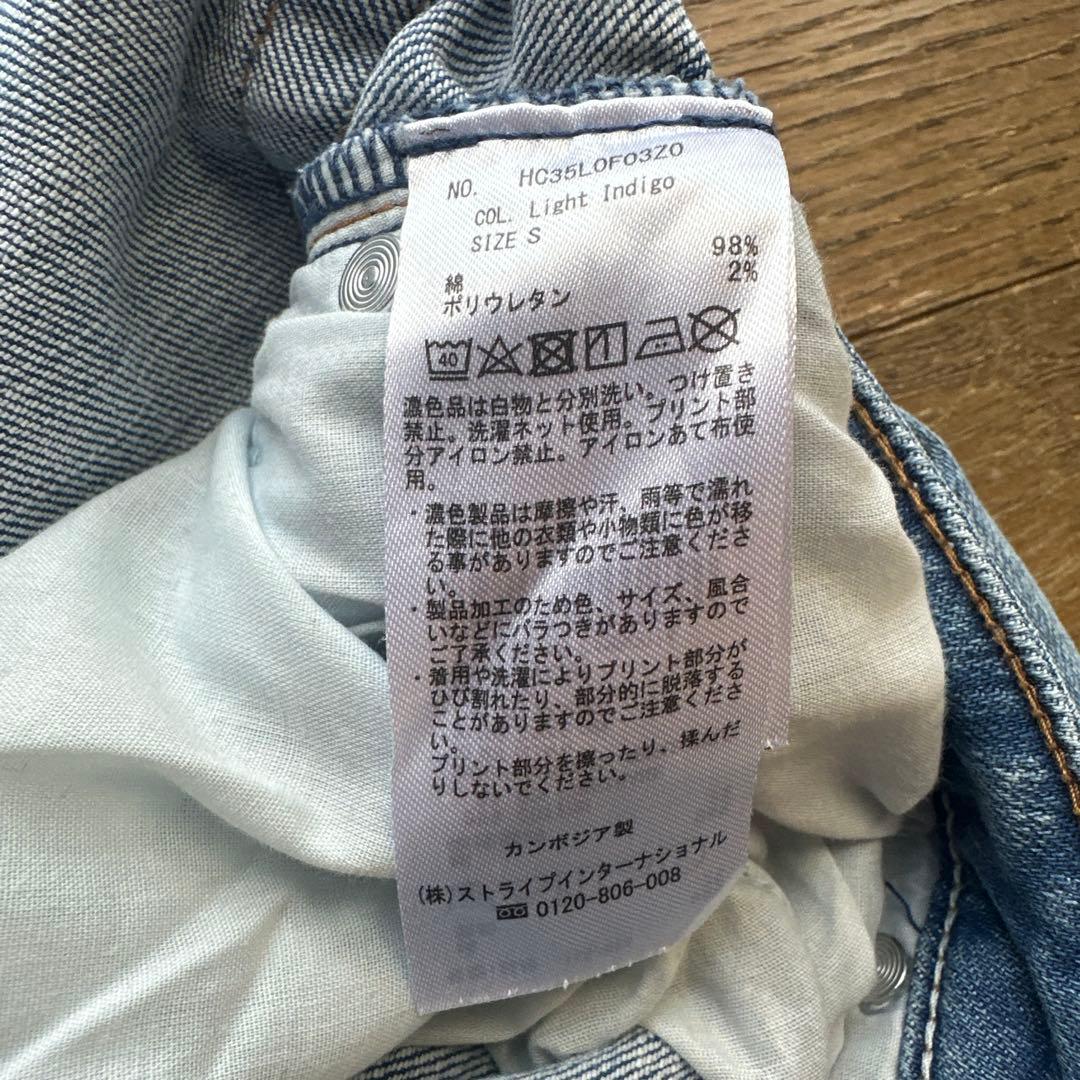 NO. HC35L0F03Z0
COL. Light Indigo
SIZE S
綿 98%
ポリウレタン 2%
40
濃色品は白物と分別洗い。つけ置き
禁止。洗濯ネット使用。プリント部
分アイロン禁止。アイロンあて布使
用。
・濃色製品は摩擦や汗、雨等で濡れ
た際に他の衣類や小物類に色が移
る事がありますのでご注意くださ
い。
・製品加工のため色、サイズ、風合
いなどにバラつきがありますので
ご了承ください。
・着用や洗濯によりプリント部分が
ひび割れたり、部分的に脱落する
ことがありますのでご注意くださ
い。
プリント部分を擦ったり、揉んだ
りしないでください。
カンボジア製
(株)ストライプインターナショナル
0120-806-008